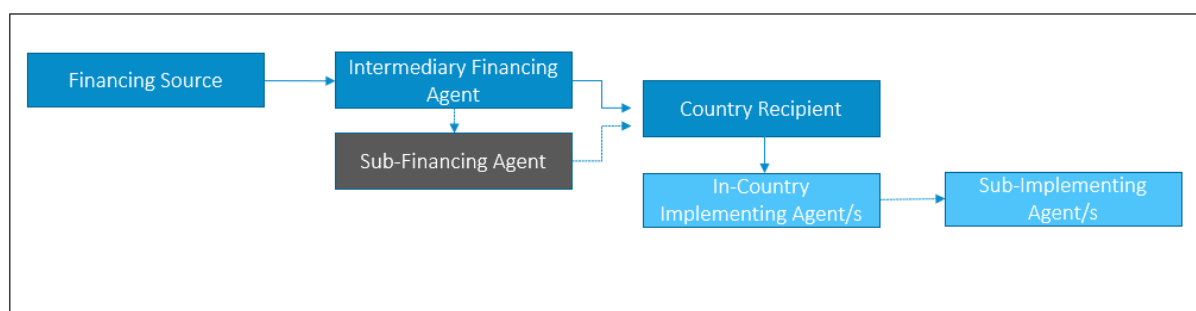 Financing Source
Intermediary Financing
Agent
Sub-Financing Agent
Country Recipient
In-Country
Implementing Agent/s
Sub-Implementing
Agent/s